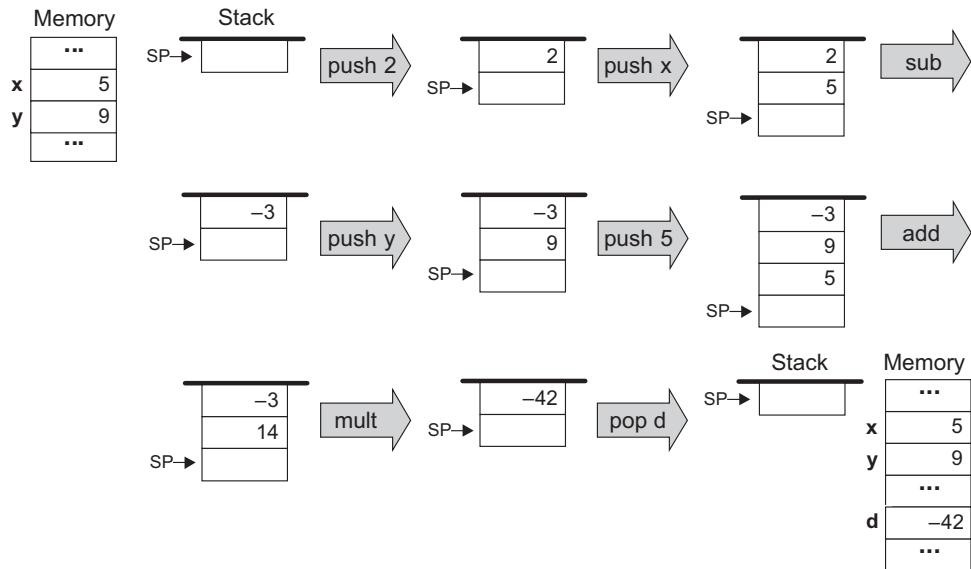 Memory
Stack
...
x 5
y 9
...
SP
push 2
2
SP
push x
2
5
SP
sub
–3
SP
push y
–3
9
SP
push 5
–3
9
5
SP
add
–3
14
SP
mult
–42
SP
pop d
Stack
SP
Memory
...
x 5
y 9
...
d –42
...